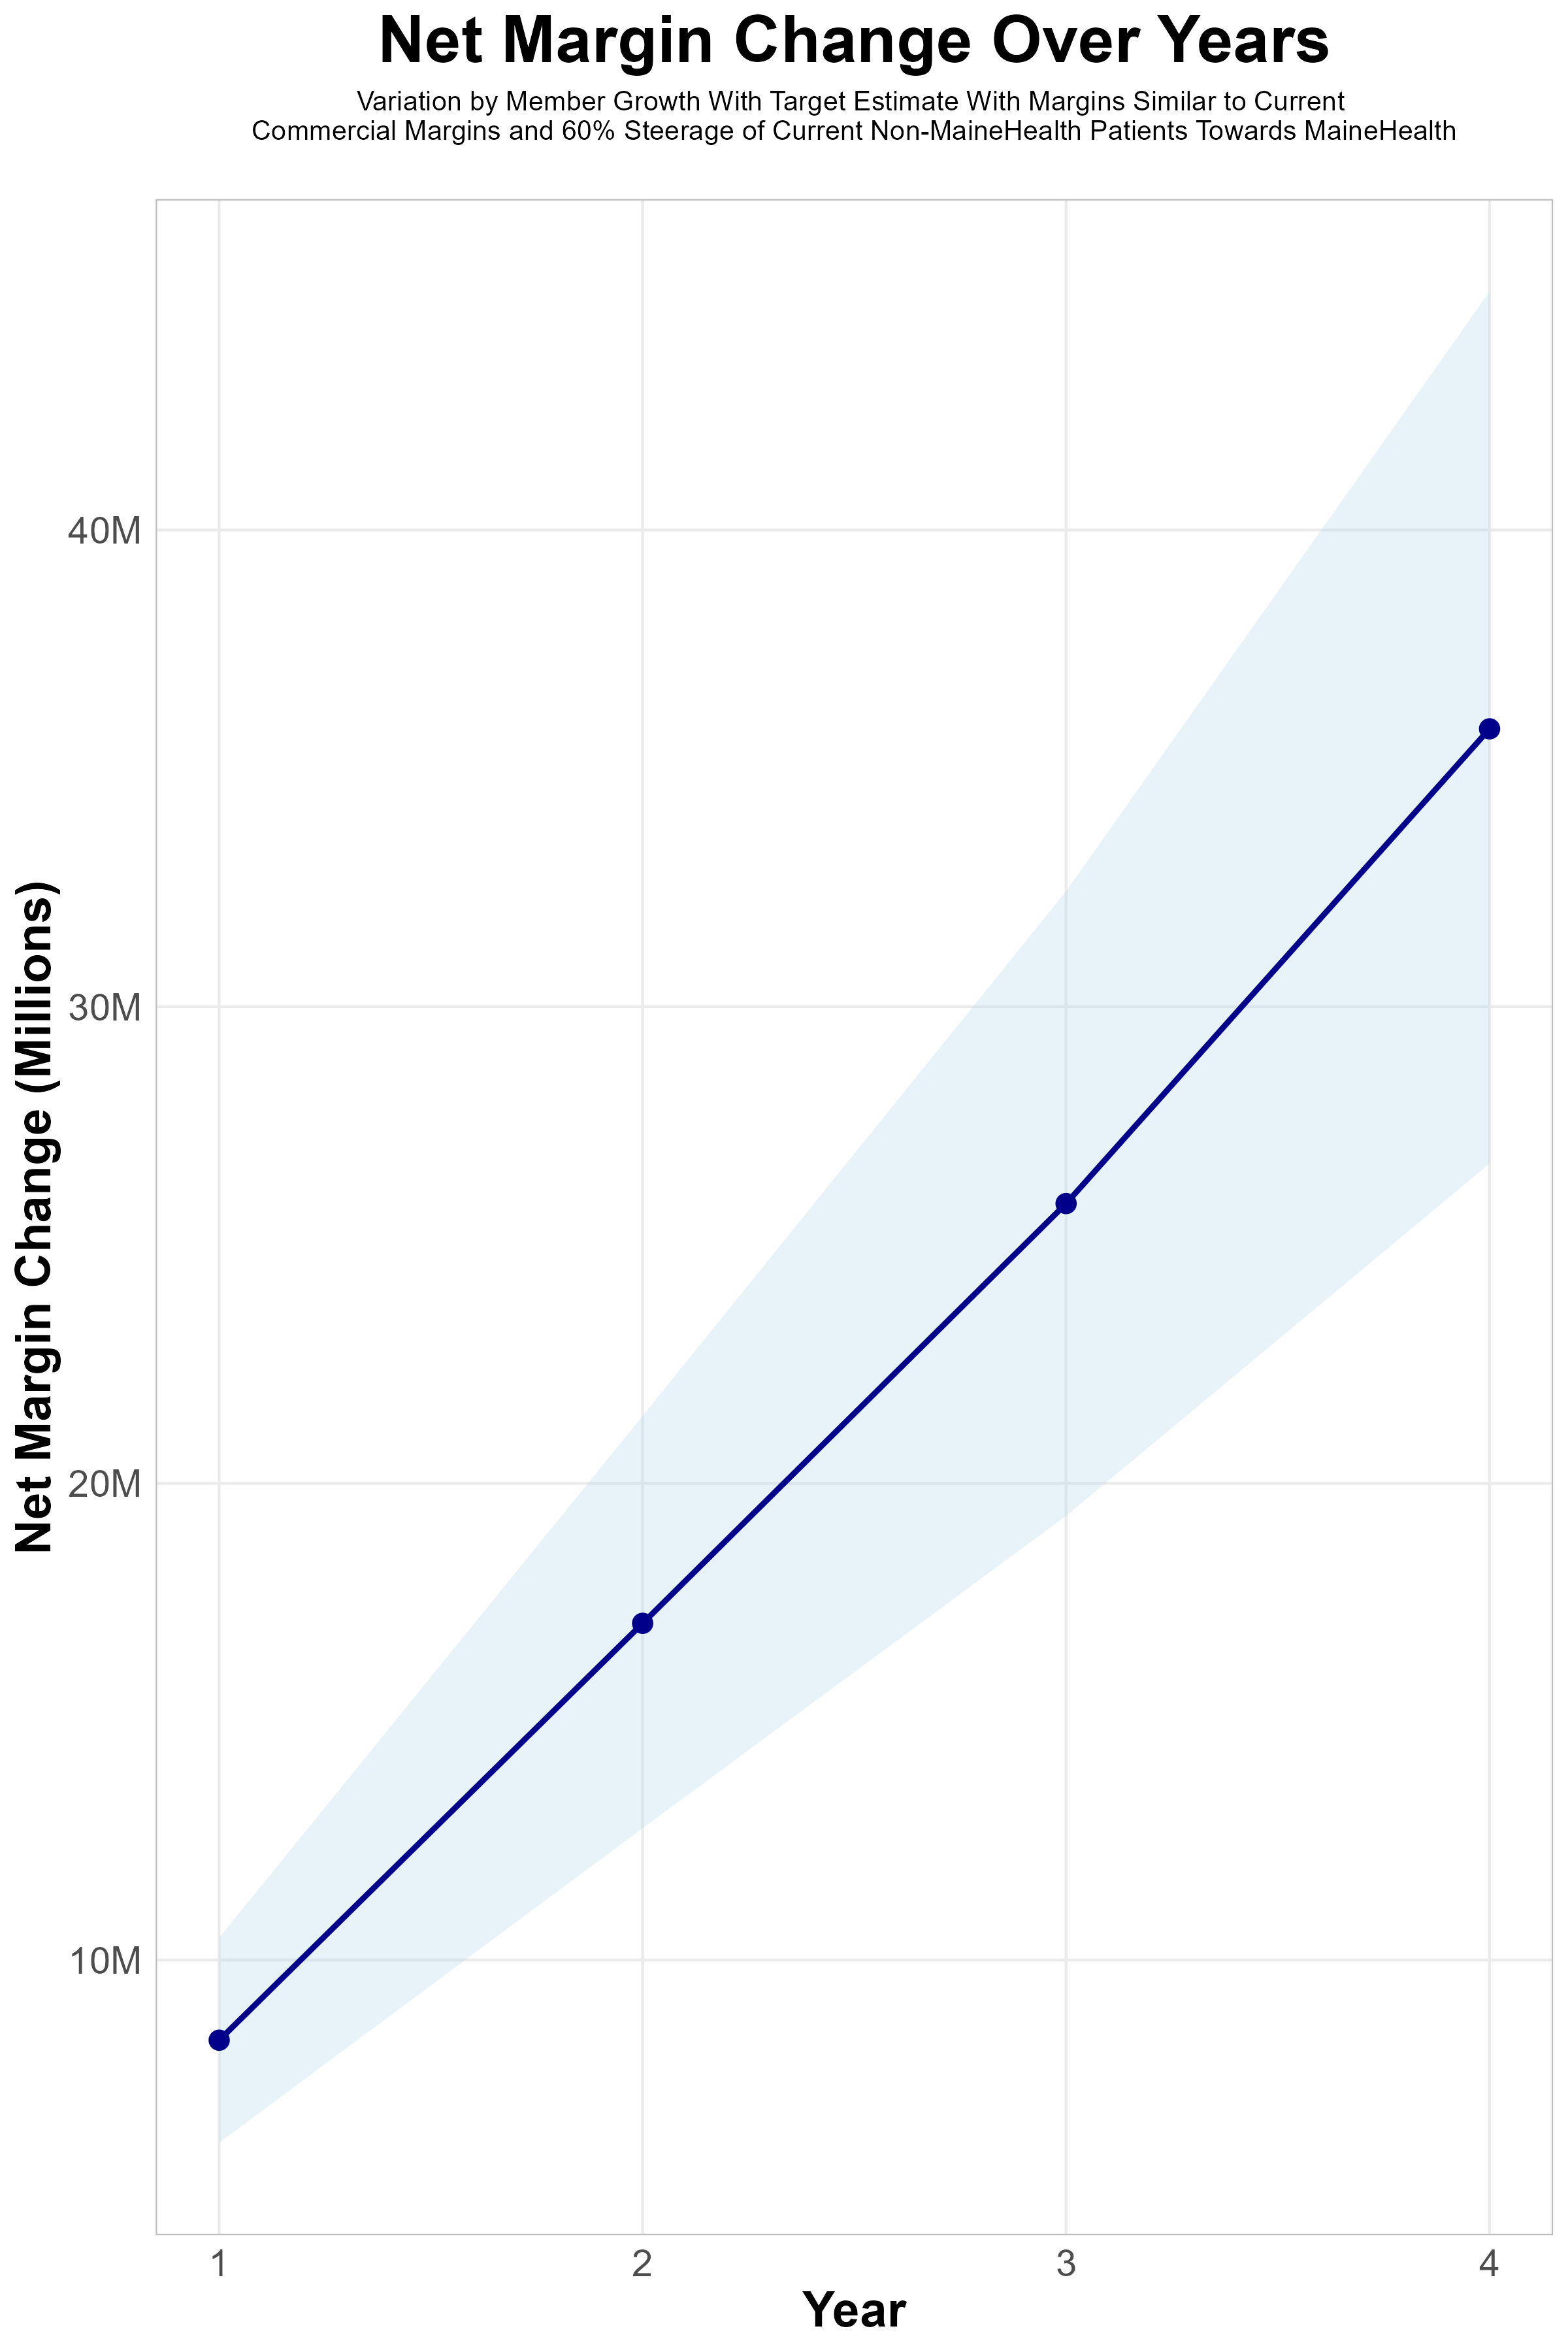 Net Margin Change Over Years
Variation by Member Growth With Target Estimate With Margins Similar to Current
Commercial Margins and 60% Steerage of Current Non-MaineHealth Patients Towards MaineHealth
Net Margin Change (Millions)
40M
30M
20M
10M
1
2
3
4
Year